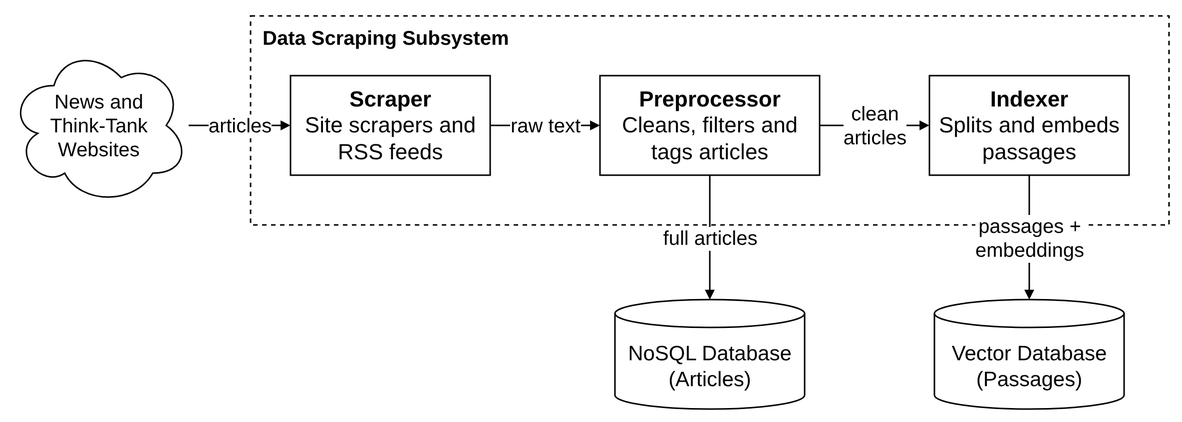 Data Scraping Subsystem
News and
Think-Tank
Websites
articles
Scraper
Site scrapers and
RSS feeds
raw text
Preprocessor
Cleans, filters and
tags articles
clean
articles
Indexer
Splits and embeds
passages
full articles
passages +
embeddings
NoSQL Database
(Articles)
Vector Database
(Passages)